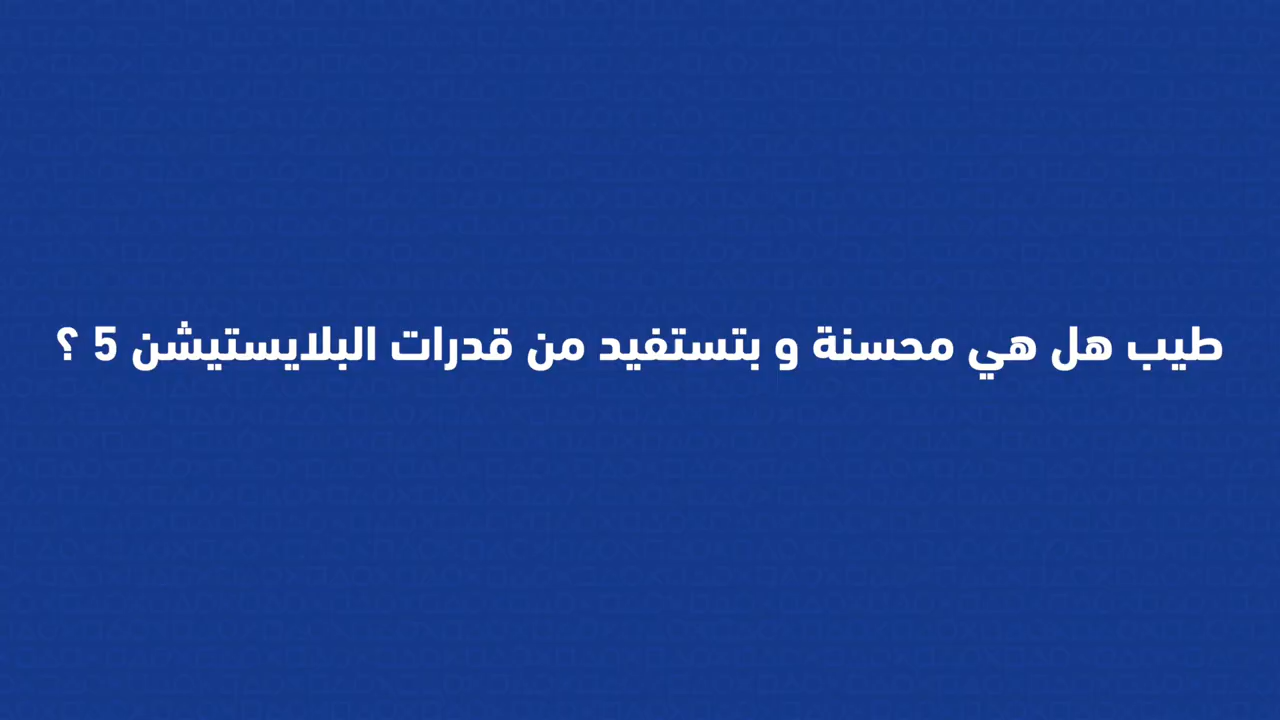 طيب هل هي محسنة و بتستفيد من قدرات البلايستيشن 5 ؟